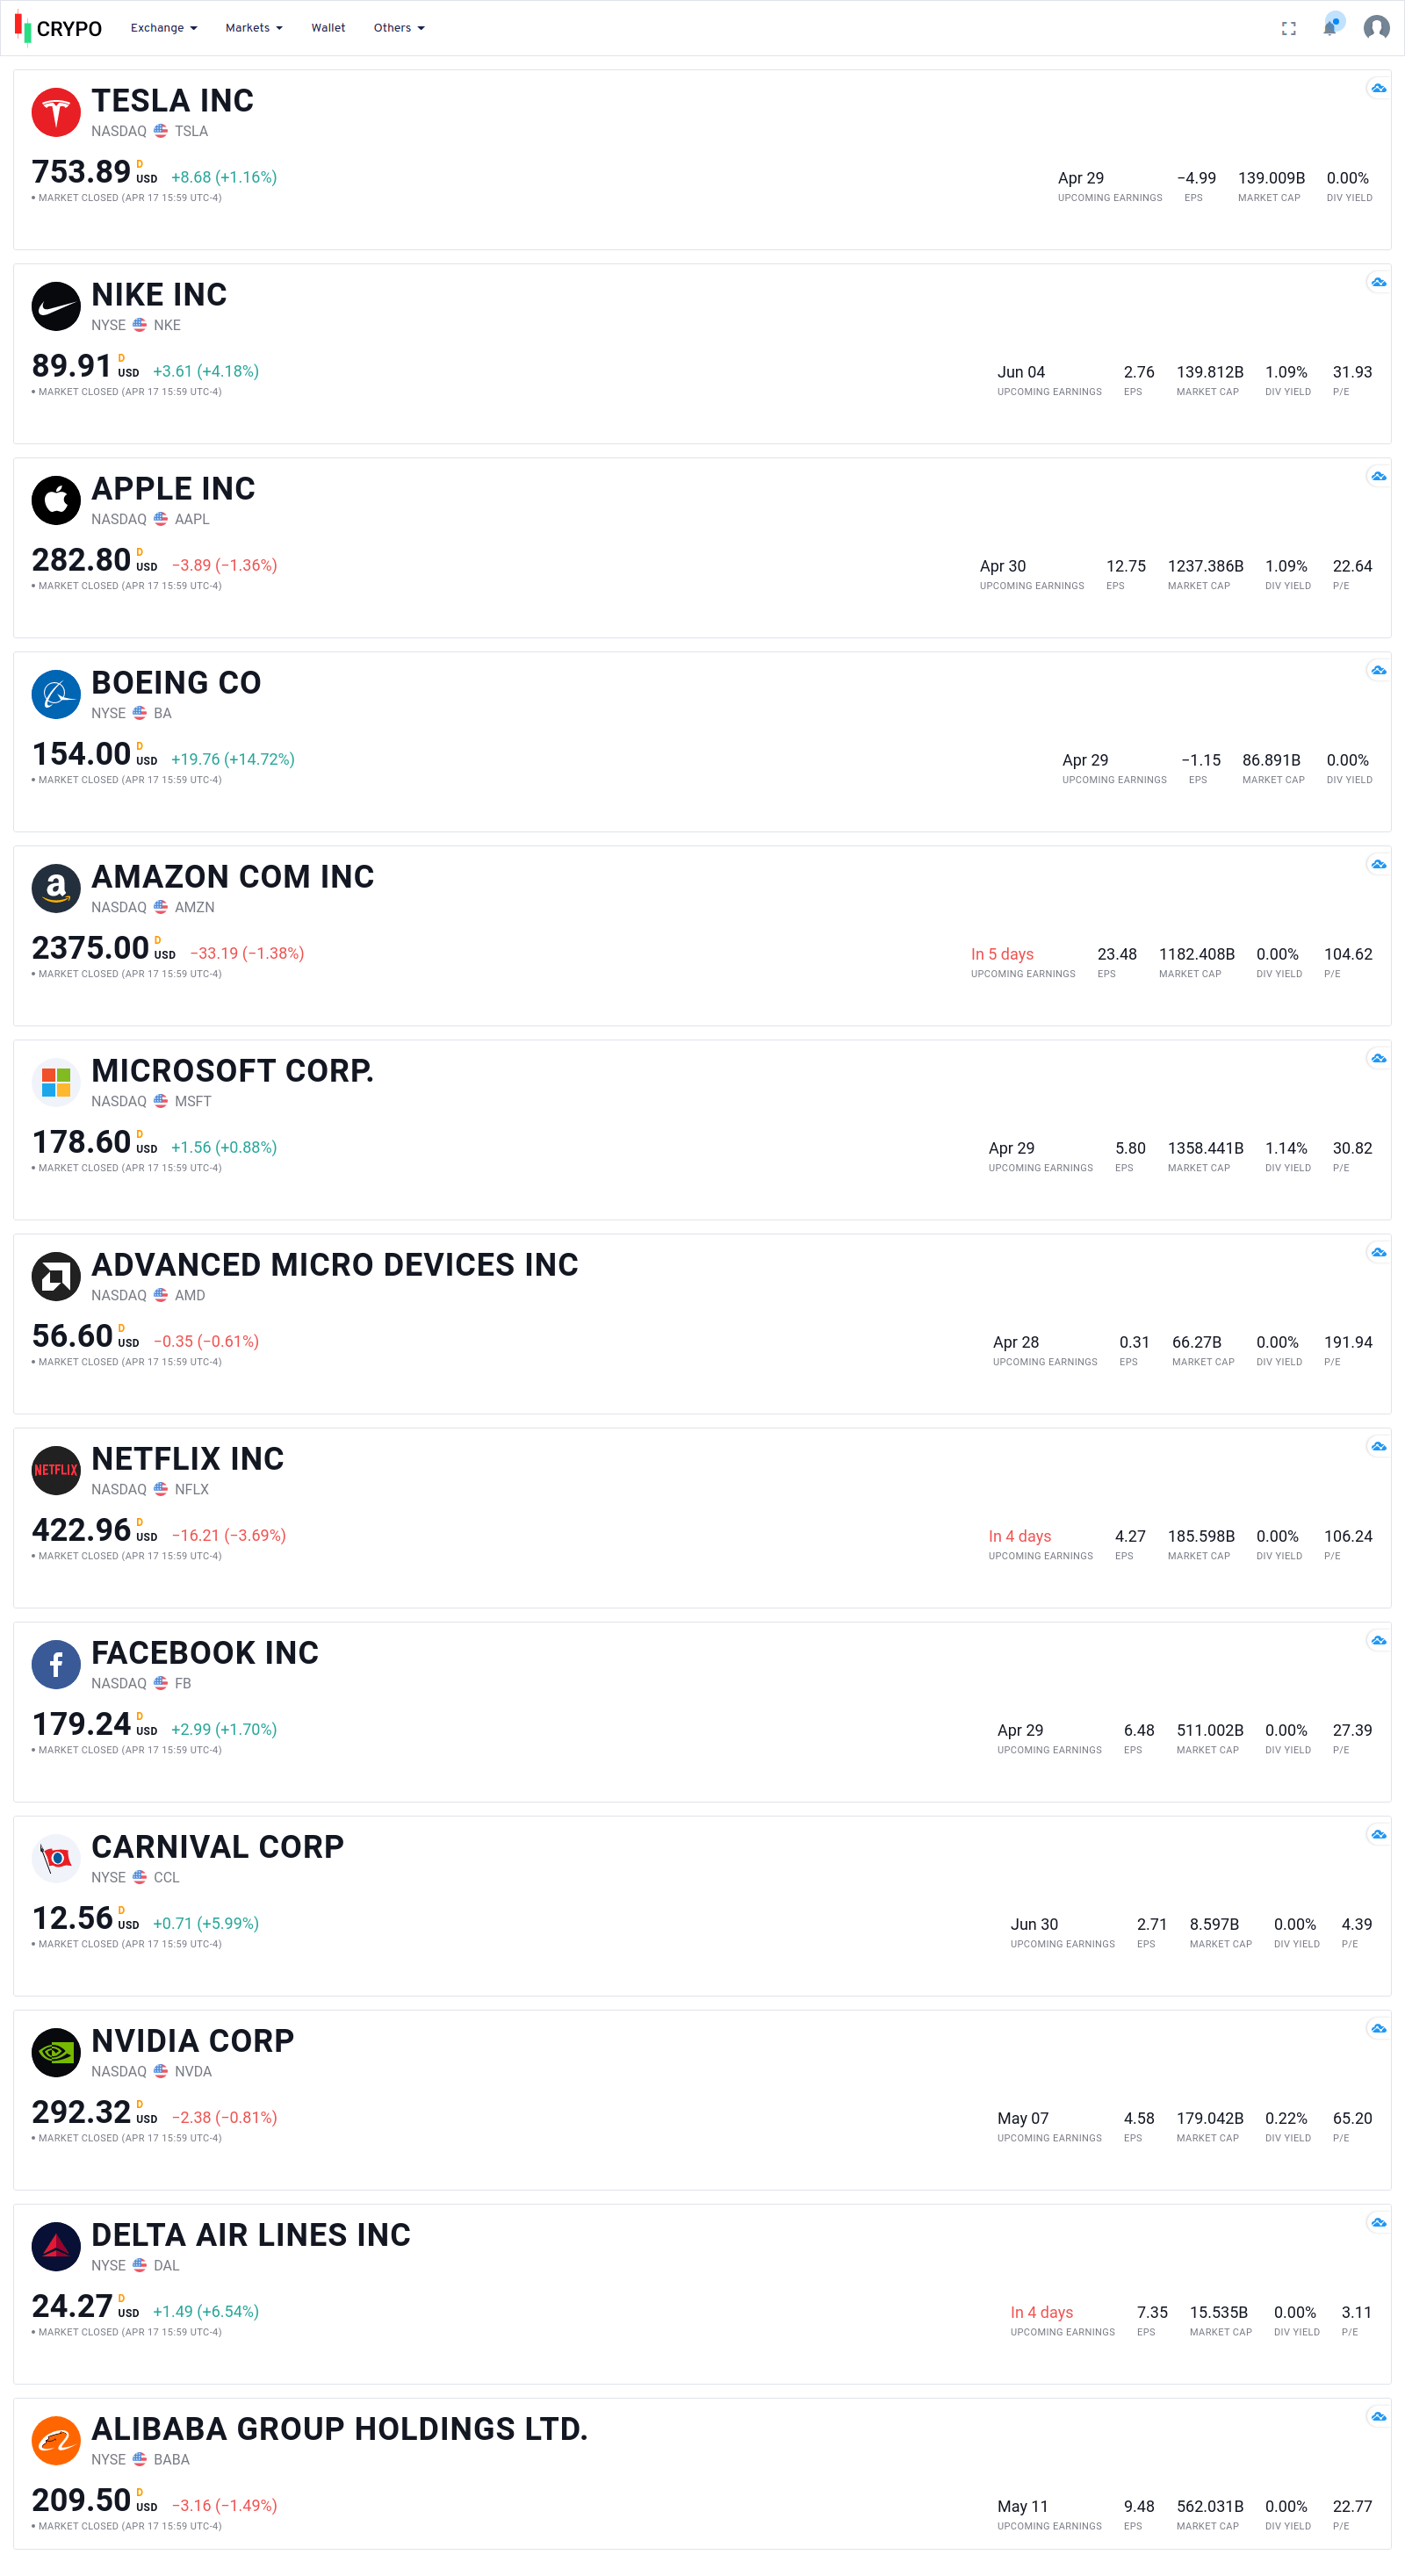 CRYPO Exchange Markets Wallet Others
TESLA INC
NASDAQ TSLA
753.89 D USD +8.68 (+1.16%)
• MARKET CLOSED (APR 17 15:59 UTC-4)
Apr 29 −4.99 139.009B 0.00%
UPCOMING EARNINGS EPS MARKET CAP DIV YIELD
NIKE INC
NYSE NKE
89.91 D USD +3.61 (+4.18%)
• MARKET CLOSED (APR 17 15:59 UTC-4)
Jun 04 2.76 139.812B 1.09% 31.93
UPCOMING EARNINGS EPS MARKET CAP DIV YIELD P/E
APPLE INC
NASDAQ AAPL
282.80 D USD −3.89 (−1.36%)
• MARKET CLOSED (APR 17 15:59 UTC-4)
Apr 30 12.75 1237.386B 1.09% 22.64
UPCOMING EARNINGS EPS MARKET CAP DIV YIELD P/E
BOEING CO
NYSE BA
154.00 D USD +19.76 (+14.72%)
• MARKET CLOSED (APR 17 15:59 UTC-4)
Apr 29 −1.15 86.891B 0.00%
UPCOMING EARNINGS EPS MARKET CAP DIV YIELD
AMAZON COM INC
NASDAQ AMZN
2375.00 D USD −33.19 (−1.38%)
• MARKET CLOSED (APR 17 15:59 UTC-4)
In 5 days 23.48 1182.408B 0.00% 104.62
UPCOMING EARNINGS EPS MARKET CAP DIV YIELD P/E
MICROSOFT CORP.
NASDAQ MSFT
178.60 D USD +1.56 (+0.88%)
• MARKET CLOSED (APR 17 15:59 UTC-4)
Apr 29 5.80 1358.441B 1.14% 30.82
UPCOMING EARNINGS EPS MARKET CAP DIV YIELD P/E
ADVANCED MICRO DEVICES INC
NASDAQ AMD
56.60 D USD −0.35 (−0.61%)
• MARKET CLOSED (APR 17 15:59 UTC-4)
Apr 28 0.31 66.27B 0.00% 191.94
UPCOMING EARNINGS EPS MARKET CAP DIV YIELD P/E
NETFLIX NETFLIX INC
NASDAQ NFLX
422.96 D USD −16.21 (−3.69%)
• MARKET CLOSED (APR 17 15:59 UTC-4)
In 4 days 4.27 185.598B 0.00% 106.24
UPCOMING EARNINGS EPS MARKET CAP DIV YIELD P/E
FACEBOOK INC
NASDAQ FB
179.24 D USD +2.99 (+1.70%)
• MARKET CLOSED (APR 17 15:59 UTC-4)
Apr 29 6.48 511.002B 0.00% 27.39
UPCOMING EARNINGS EPS MARKET CAP DIV YIELD P/E
CARNIVAL CORP
NYSE CCL
12.56 D USD +0.71 (+5.99%)
• MARKET CLOSED (APR 17 15:59 UTC-4)
Jun 30 2.71 8.597B 0.00% 4.39
UPCOMING EARNINGS EPS MARKET CAP DIV YIELD P/E
NVIDIA CORP
NASDAQ NVDA
292.32 D USD −2.38 (−0.81%)
• MARKET CLOSED (APR 17 15:59 UTC-4)
May 07 4.58 179.042B 0.22% 65.20
UPCOMING EARNINGS EPS MARKET CAP DIV YIELD P/E
DELTA AIR LINES INC
NYSE DAL
24.27 D USD +1.49 (+6.54%)
• MARKET CLOSED (APR 17 15:59 UTC-4)
In 4 days 7.35 15.535B 0.00% 3.11
UPCOMING EARNINGS EPS MARKET CAP DIV YIELD P/E
ALIBABA GROUP HOLDINGS LTD.
NYSE BABA
209.50 D USD −3.16 (−1.49%)
• MARKET CLOSED (APR 17 15:59 UTC-4)
May 11 9.48 562.031B 0.00% 22.77
UPCOMING EARNINGS EPS MARKET CAP DIV YIELD P/E